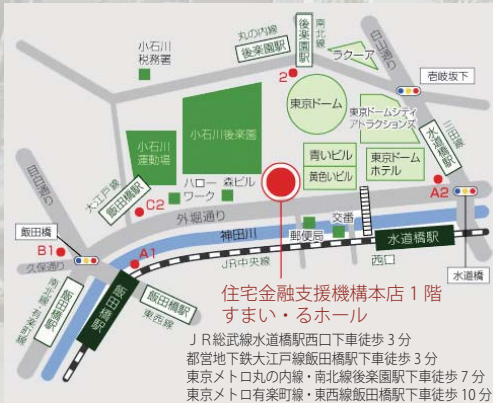 小石川
税務署
丸の内線
後楽園駅
後楽園駅
南北線
2
ラクーア
白山通り
壱岐坂下
東京ドーム
東京ドームシティ
アトラクションズ
三田線
水道橋駅
小石川後楽園
小石川
運動場
青いビル
黄色いビル
東京ドーム
ホテル
目白通り
大江戸線
飯田橋駅
C2
ハロー
ワーク
森ビル
A2
外堀通り
飯田橋
B1
A1
神田川
郵便局
交番
水道橋駅
西口
水道橋
久保通り
JR中央線
南北線・有楽町線
飯田橋駅
飯田橋駅
飯田橋駅
東西線
住宅金融支援機構本店1階
すまい・るホール
JR総武線水道橋駅西口下車徒歩3分
都営地下鉄大江戸線飯田橋駅下車徒歩3分
東京メトロ丸の内線・南北線後楽園駅下車徒歩7分
東京メトロ有楽町線・東西線飯田橋駅下車徒歩10分